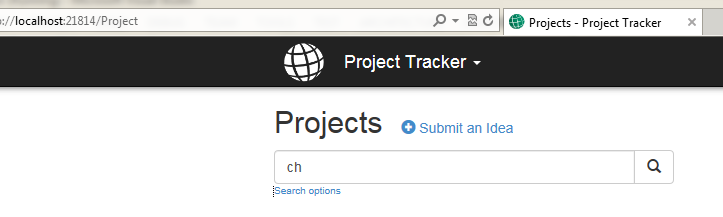 p://localhost:21814/Project
Projects - Project Tracker
Project Tracker
Projects
Submit an Idea
ch
Search options